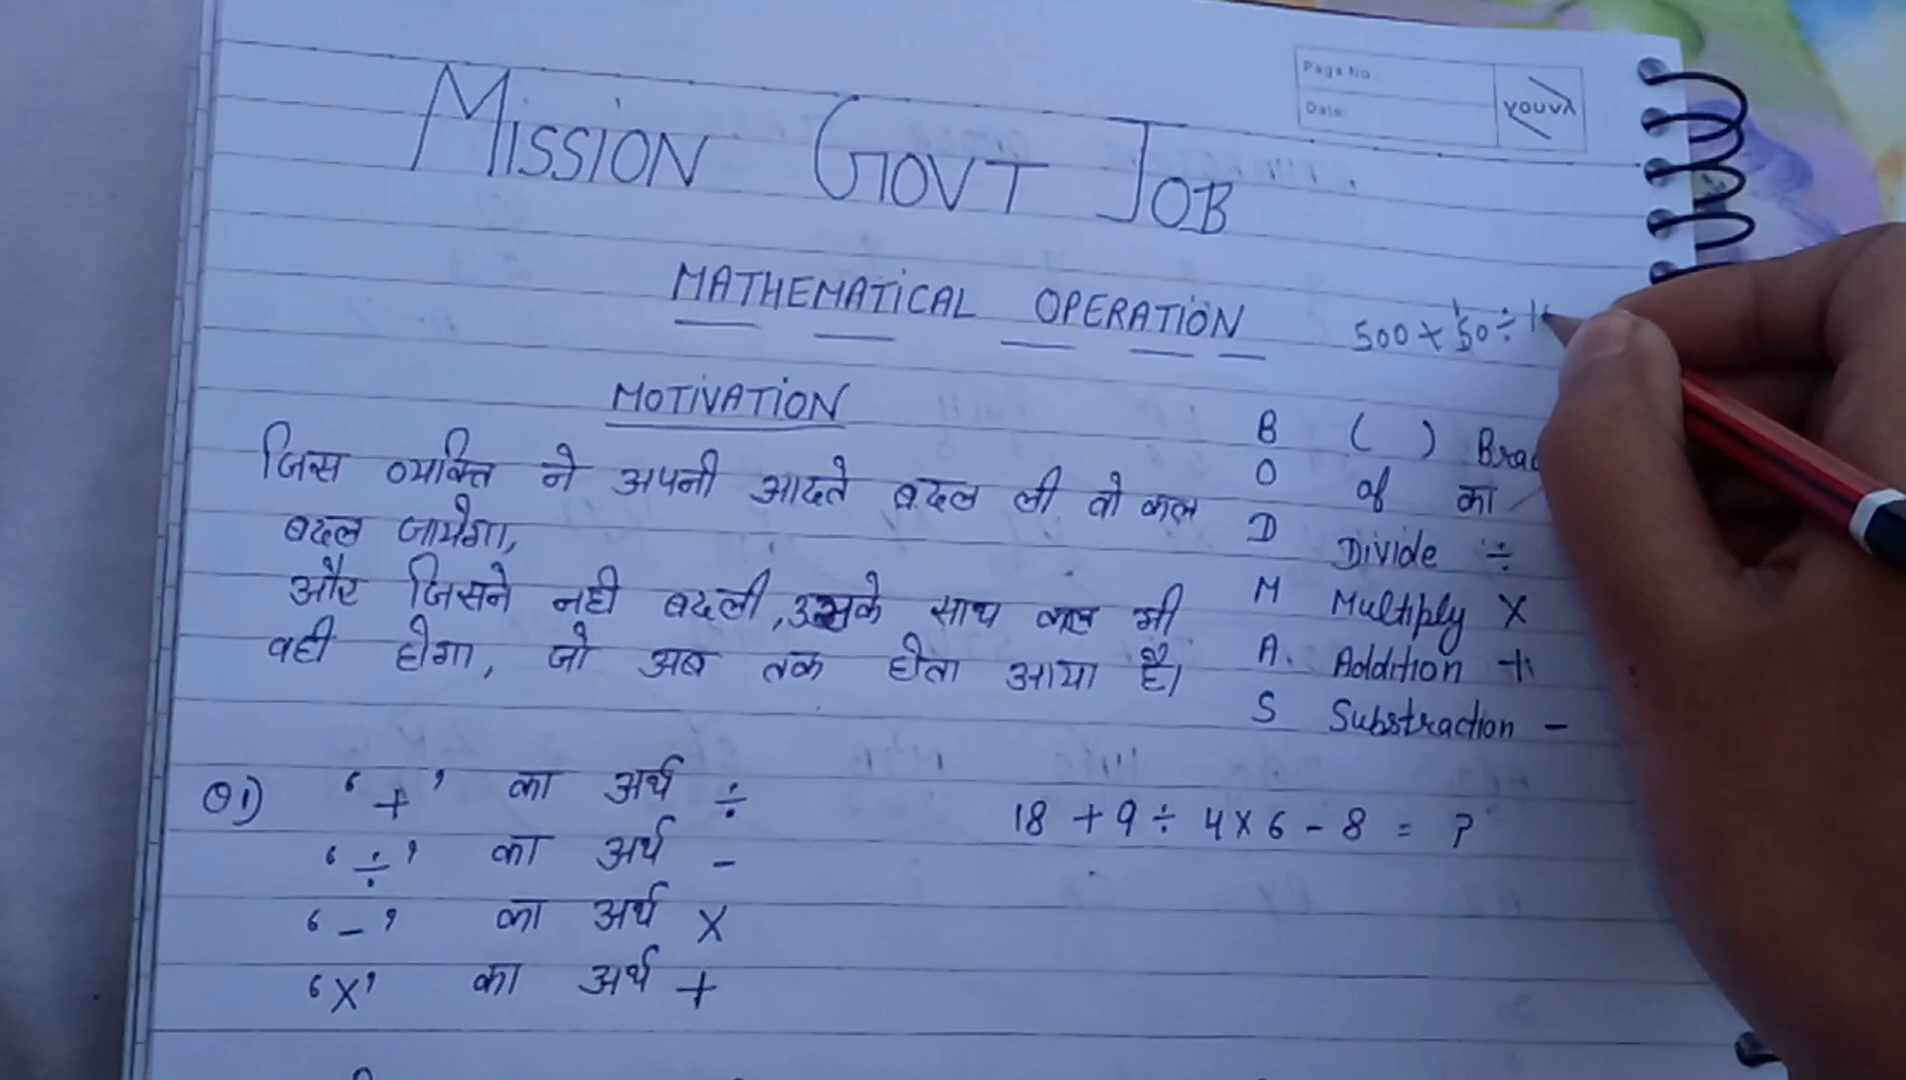 Page No
Date:
YOUVA
MISSION GOVT JOB
MATHEMATICAL OPERATION
500 + 50 ÷
MOTIVATION
जिस व्यक्ति ने अपनी आदते बदल ली वो कल
बदल जायेगा,
और जिसने नही बदली, उसके साथ कल भी
वही होगा, जो अब तक होता आया है।
B ( )
O of का
D Divide ÷
M Multiply X
A. Addition +
S Substraction -
Q1) '+' का अर्थ ÷
'÷' का अर्थ -
'-' का अर्थ X
'X' का अर्थ +
18 + 9 ÷ 4 X 6 - 8 = ?